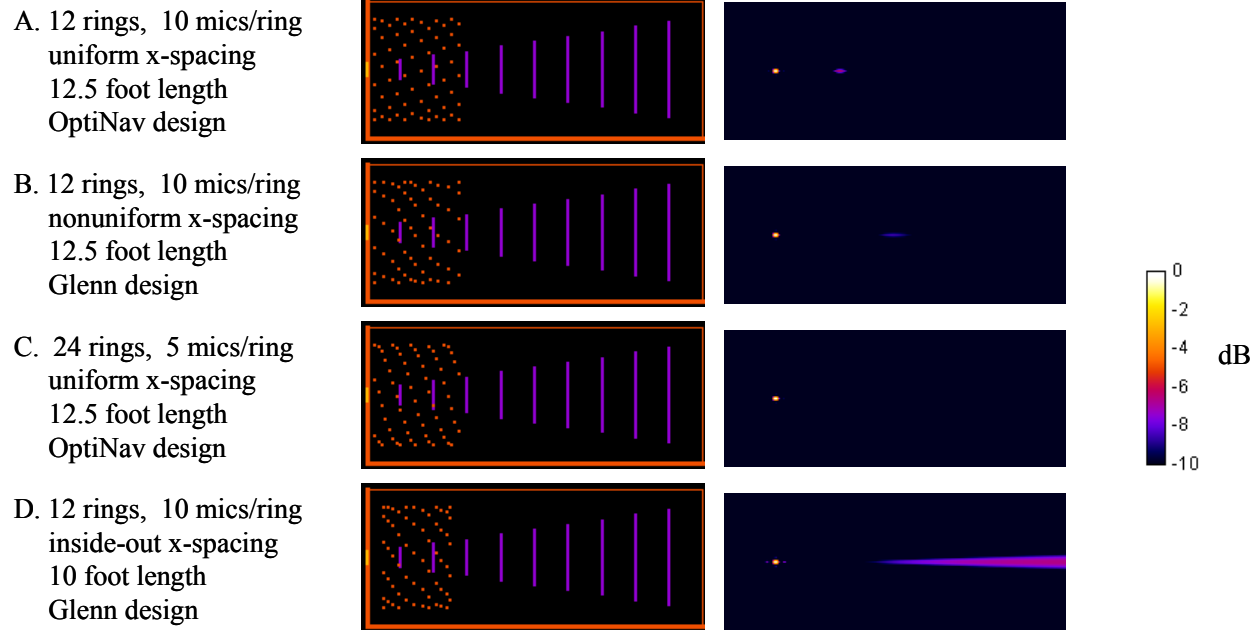 A. 12 rings, 10 mics/ring
uniform x-spacing
12.5 foot length
OptiNav design
B. 12 rings, 10 mics/ring
nonuniform x-spacing
12.5 foot length
Glenn design
C. 24 rings, 5 mics/ring
uniform x-spacing
12.5 foot length
OptiNav design
D. 12 rings, 10 mics/ring
inside-out x-spacing
10 foot length
Glenn design
0
-2
-4
-6
-8
-10
dB